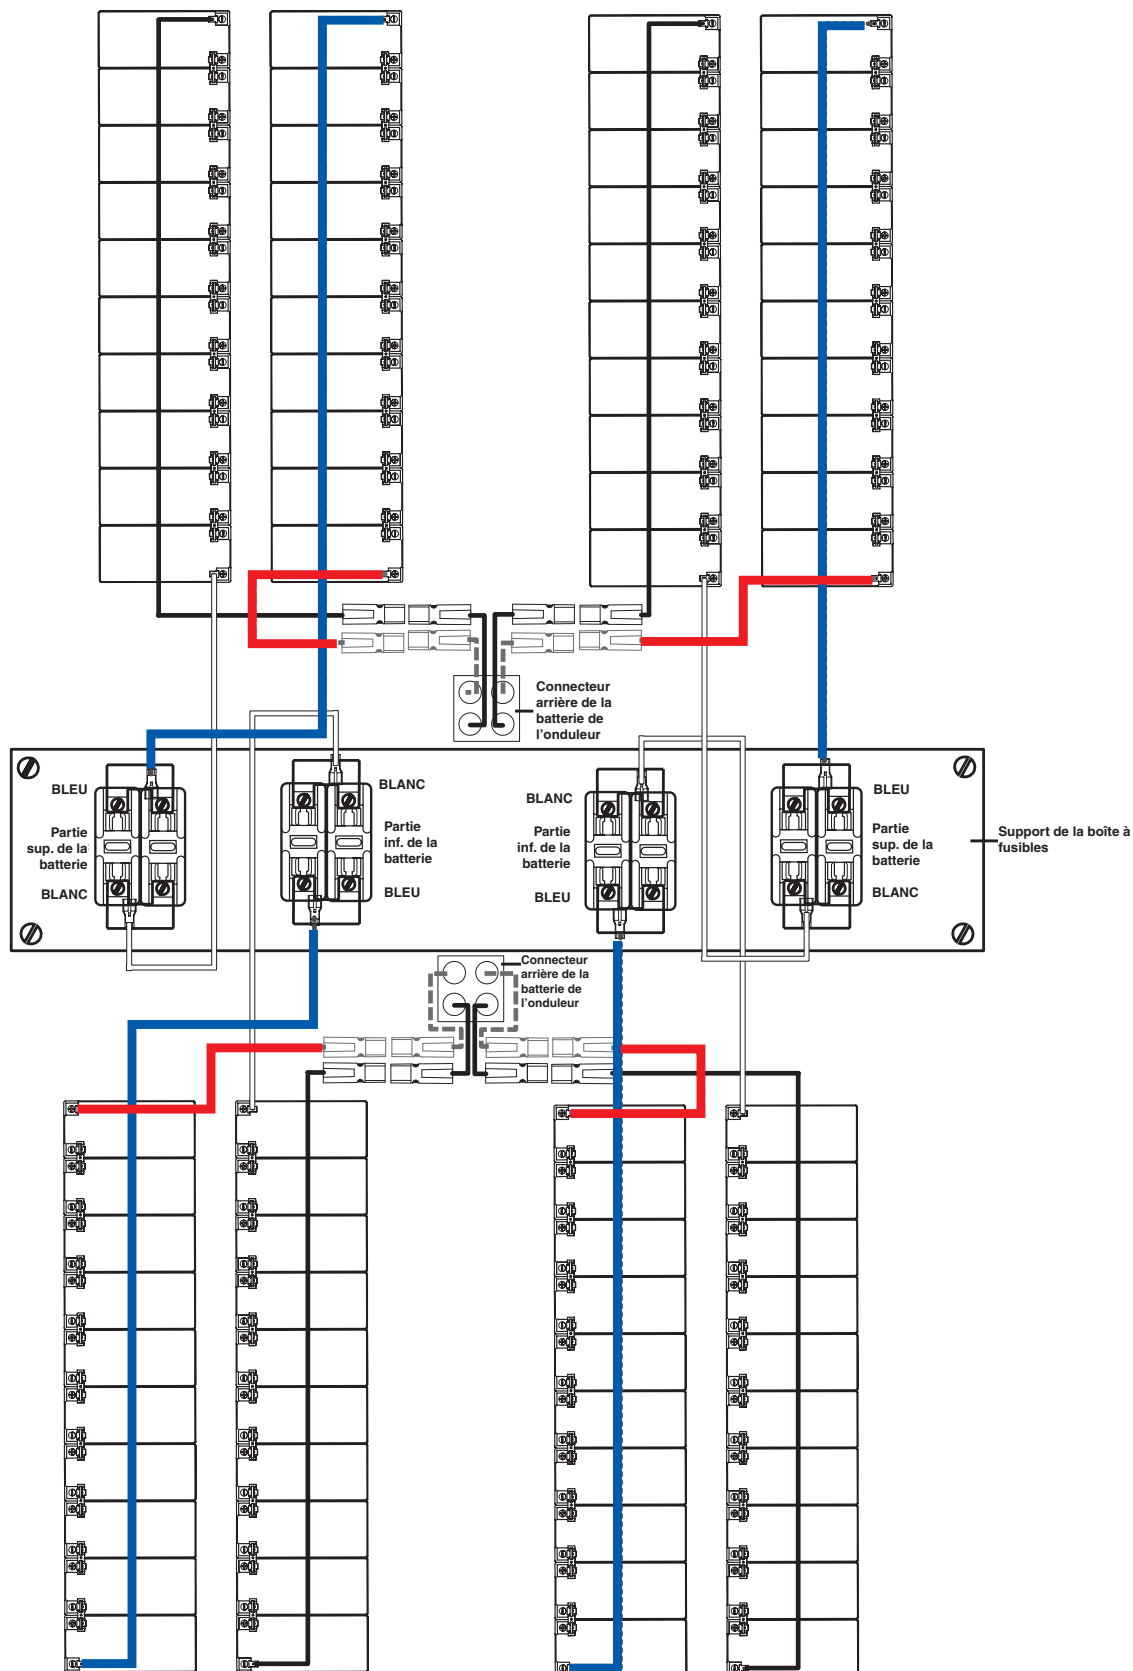 Connecteur
arrière de la
batterie de
l'onduleur
BLEU
Partie
sup. de la
batterie
BLANC
BLANC
Partie
inf. de la
batterie
BLEU
BLANC
Partie
inf. de la
batterie
BLEU
BLEU
Partie
sup. de la
batterie
BLANC
Support de la boîte à
fusibles
Connecteur
arrière de la
batterie de
l'onduleur